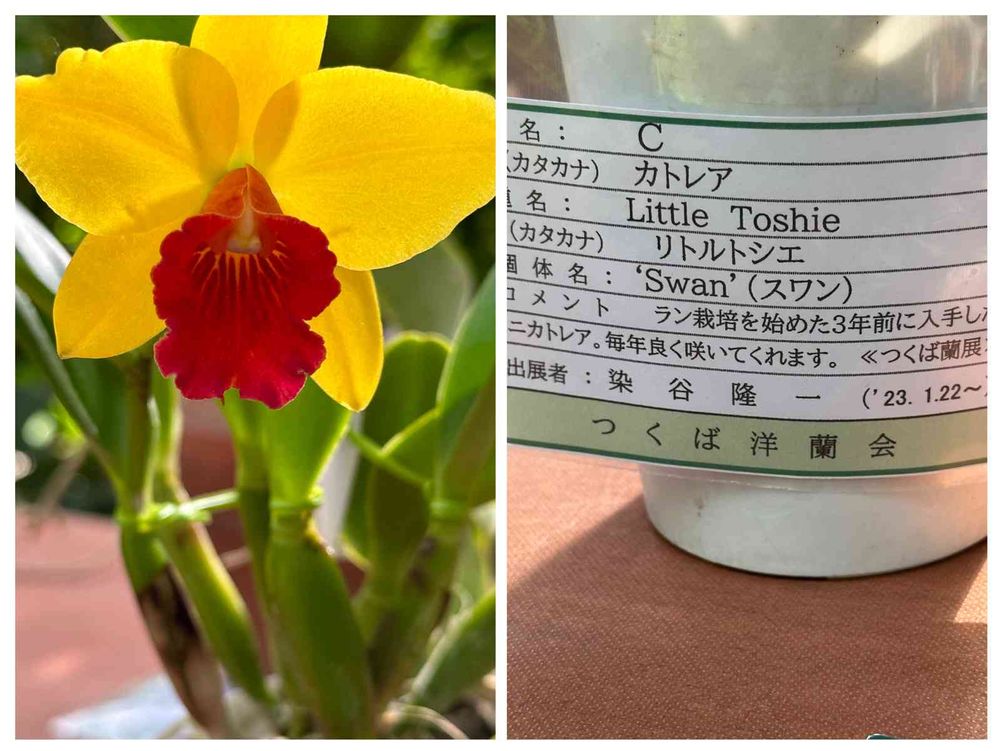 名： C
(カタカナ) カトレア
名： Little Toshie
(カタカナ) リトルトシエ
個体名： ‘Swan’(スワン)
コメント ラン栽培を始めた3年前に入手し
ニカトレア。毎年良く咲いてくれます。 ≪つくば蘭展
出展者：染谷隆一 ('23. 1.22～
つくば洋蘭会